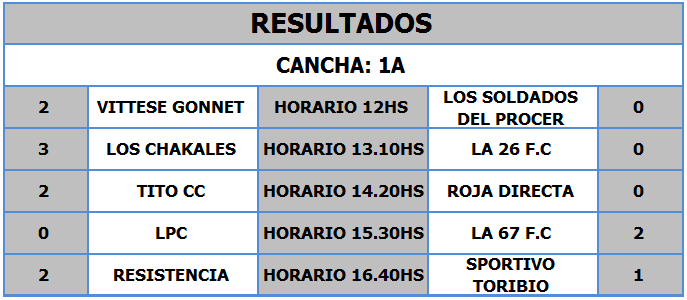 RESULTADOS
CANCHA: 1A
2 VITTESE GONNET HORARIO 12HS LOS SOLDADOS DEL PROCER 0
3 LOS CHAKALES HORARIO 13.10HS LA 26 F.C 0
2 TITO CC HORARIO 14.20HS ROJA DIRECTA 0
0 LPC HORARIO 15.30HS LA 67 F.C 2
2 RESISTENCIA HORARIO 16.40HS SPORTIVO TORIBIO 1